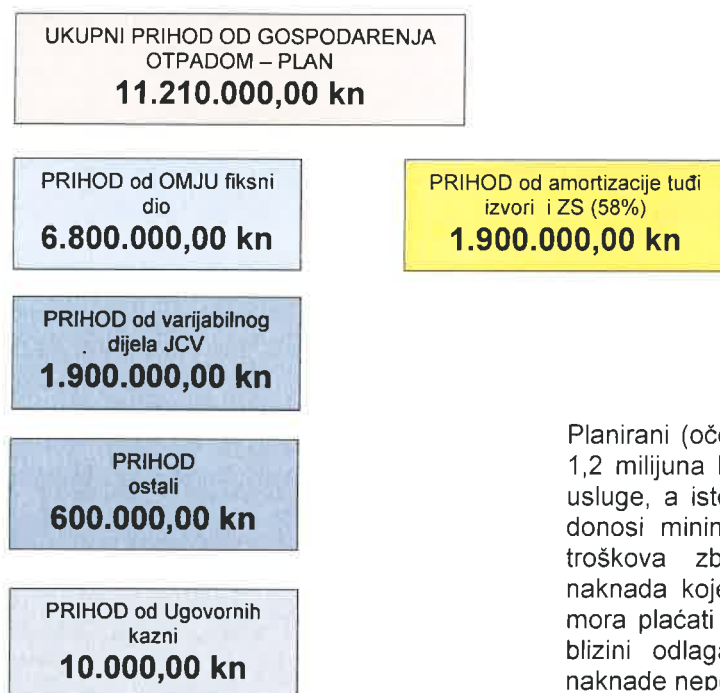 UKUPNI PRIHOD OD GOSPODARENJA
OTPADOM – PLAN
11.210.000,00 kn
PRIHOD od OMJU fiksni
dio
6.800.000,00 kn
PRIHOD od amortizacije tuđi
izvori i ZS (58%)
1.900.000,00 kn
PRIHOD od varijabilnog
dijela JCV
1.900.000,00 kn
PRIHOD
ostali
600.000,00 kn
PRIHOD od Ugovornih
kazni
10.000,00 kn
Planirani
1,2 milijuna
usluge, a
donosi
troškova
naknada koje
mora plaćati
blizini
naknade